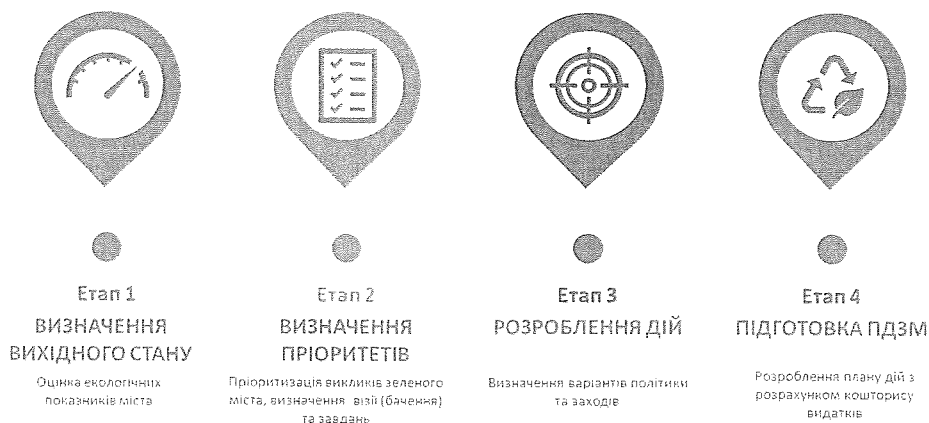 Етап 1
ВИЗНАЧЕННЯ
ВИХІДНОГО СТАНУ
Оцінка екологічних
показників міста
Етап 2
ВИЗНАЧЕННЯ
ПРІОРИТЕТІВ
Пріоритизація викликів зеленого
міста, визначення візії (бачення)
та завдань
Етап 3
РОЗРОБЛЕННЯ ДІЙ
Визначення варіантів політики
та заходів
Етап 4
ПІДГОТОВКА ПДЗМ
Розроблення плану дій з
розрахунком кошторису
видатків